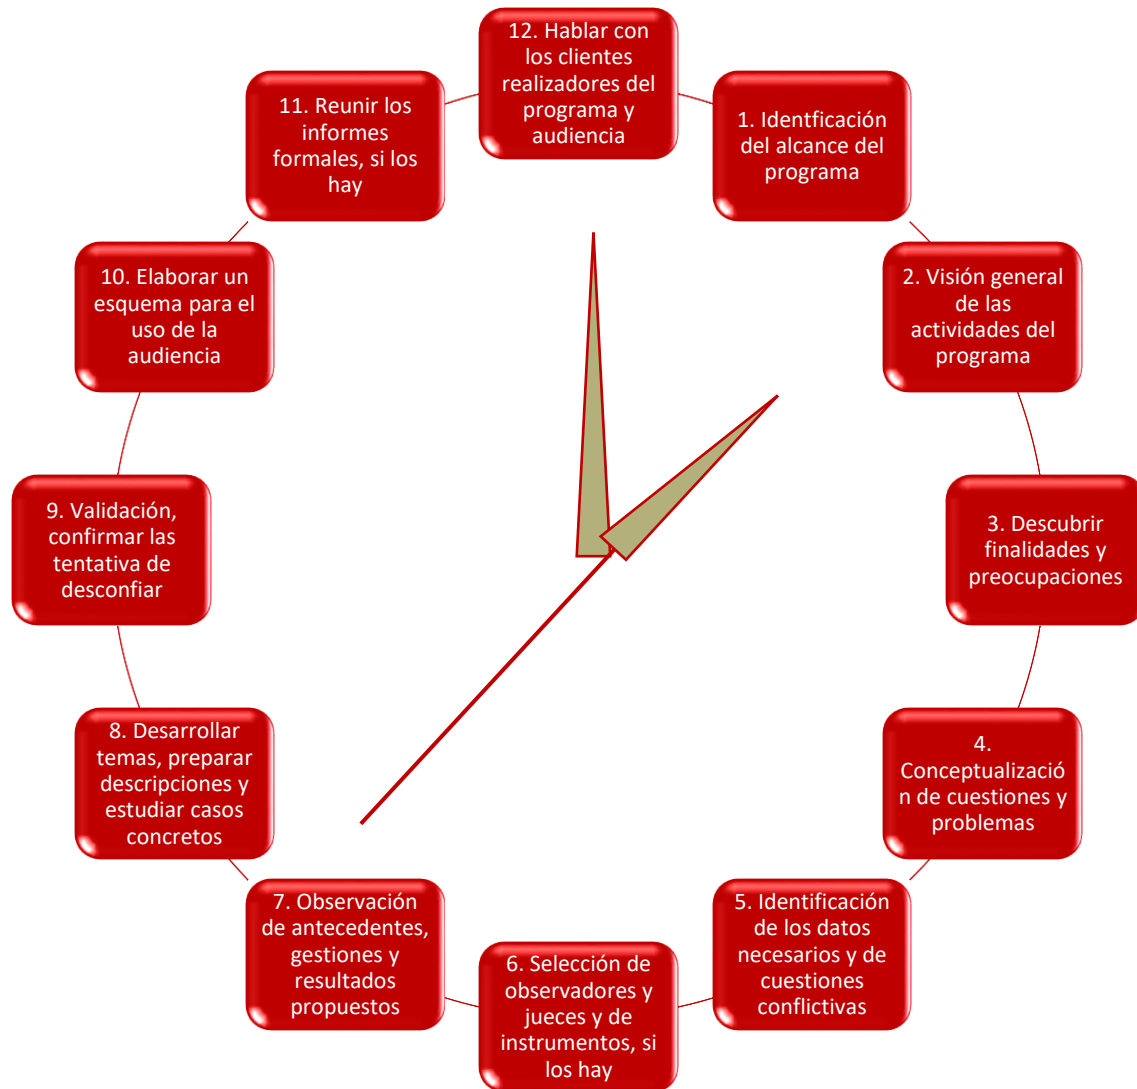 12. Hablar con
los clientes
realizadores del
programa y
audiencia
1. Identficación
del alcance del
programa
2. Visión general
de las
actividades del
programa
3. Descubrir
finalidades y
preocupaciones
4.
Conceptualizació
n de cuestiones y
problemas
5. Identificación
de los datos
necesarios y de
cuestiones
conflictivas
6. Selección de
observadores y
jueces y de
instrumentos, si
los hay
7. Observación
de antecedentes,
gestiones y
resultados
propuestos
8. Desarrollar
temas, preparar
descripciones y
estudiar casos
concretos
9. Validación,
confirmar las
tentativa de
desconfiar
10. Elaborar un
esquema para el
uso de la
audiencia
11. Reunir los
informes
formales, si los
hay